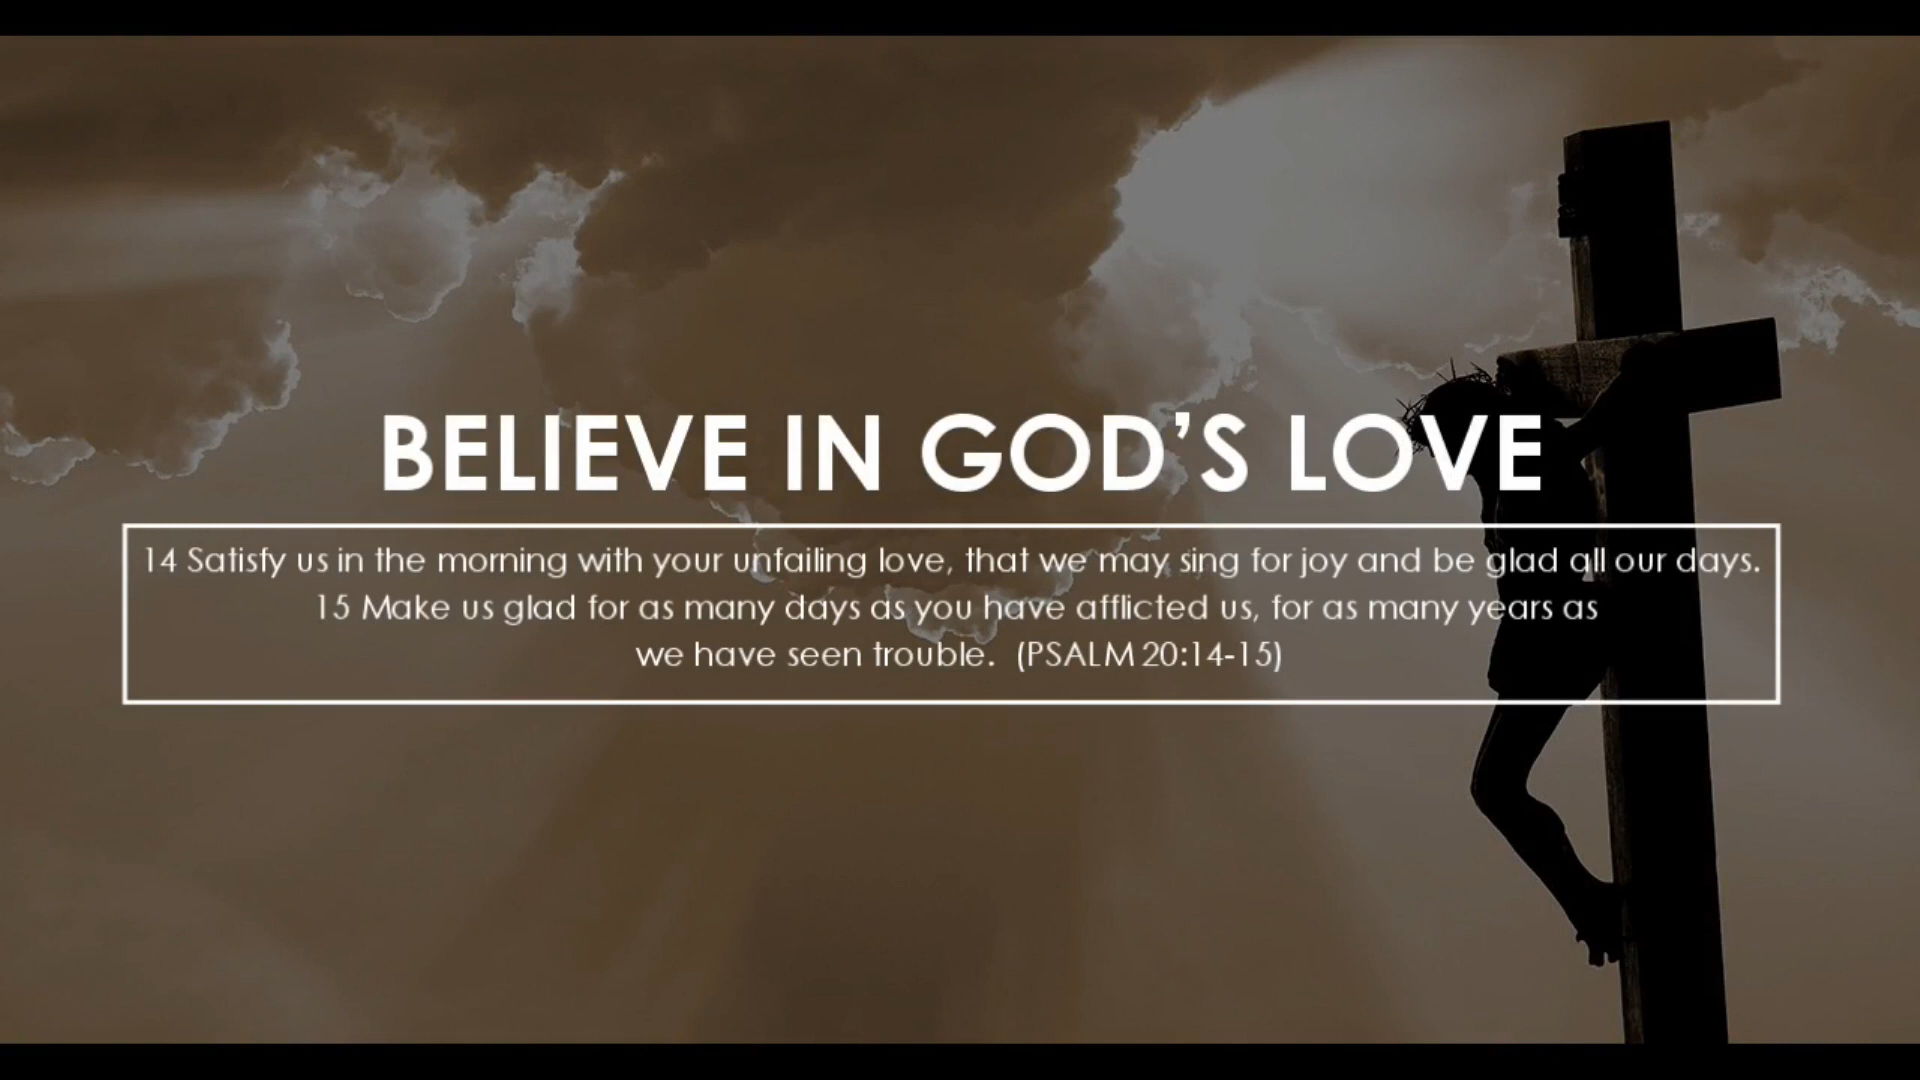 BELIEVE IN GOD’S LOVE
14 Satisfy us in the morning with your unfailing love, that we may sing for joy and be glad all our days.
15 Make us glad for as many days as you have afflicted us, for as many years as
we have seen trouble. (PSALM 20:14-15)